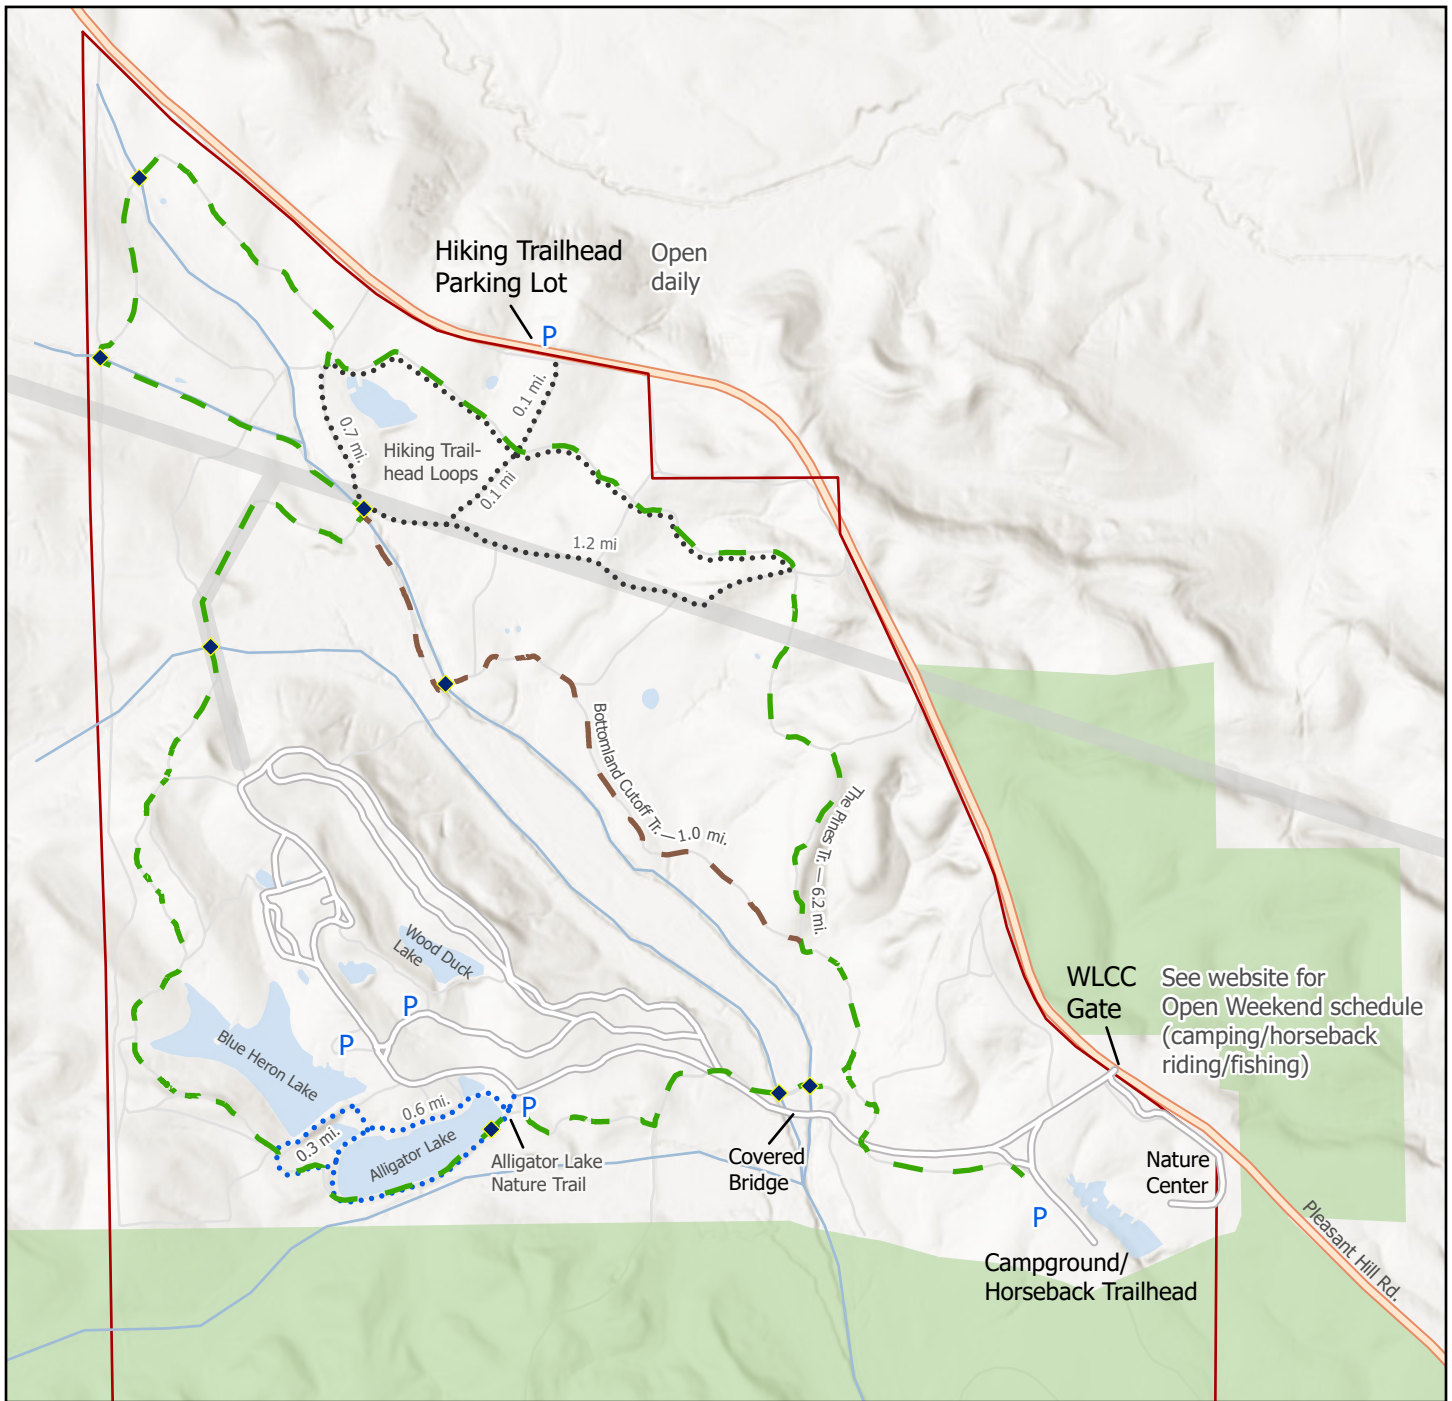 Hiking Trailhead
Parking Lot
Open
daily
P
0.1 mi.
0.7 mi.
Hiking Trail-
head Loops
0.1 mi
1.2 mi
Bottomland Cutoff Tr. — 1.0 mi.
The Pines Tr. — 6.2 mi.
Wood Duck
Lake
WLCC
Gate
See website for
Open Weekend schedule
(camping/horseback
riding/fishing)
P
P
Blue Heron Lake
0.6 mi.
P
0.3 mi.
Alligator Lake
Alligator Lake
Nature Trail
Covered
Bridge
Nature
Center
P
Pleasant Hill Rd.
Campground/
Horseback Trailhead